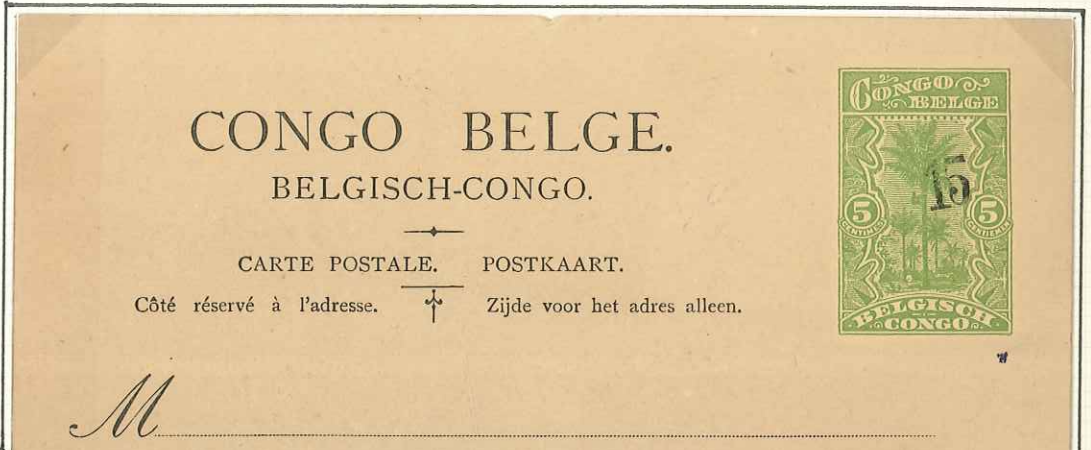 CONGO BELGE.
BELGISCH-CONGO.
CARTE POSTALE. POSTKAART.
Côté réservé à l'adresse. Zijde voor het adres alleen.
M
CONGO
BELGE
15
5 5
CENTIMES CENTIEMEN
BELGISCH
CONGO